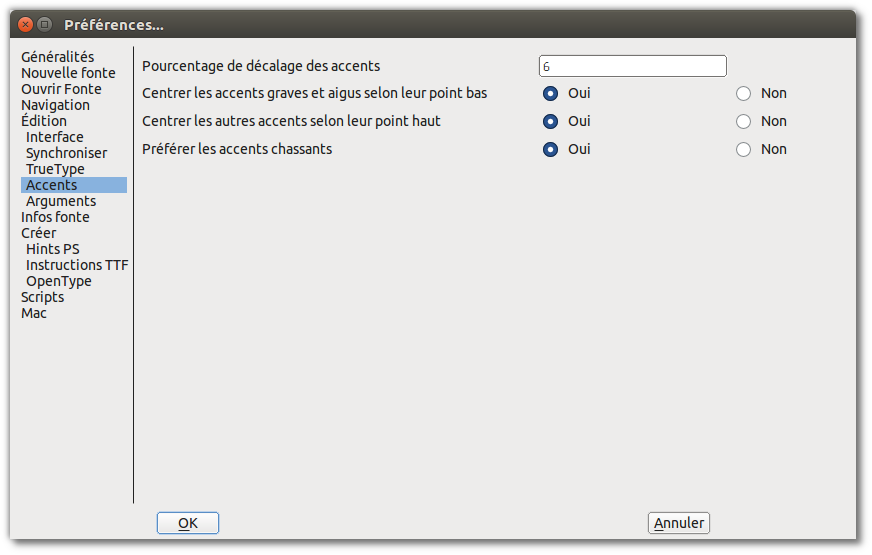 Préférences...
Généralités
Nouvelle fonte
Ouvrir Fonte
Navigation
Édition
Interface
Synchroniser
TrueType
Accents
Arguments
Infos fonte
Créer
Hints PS
Instructions TTF
OpenType
Scripts
Mac
Pourcentage de décalage des accents 6
Centrer les accents graves et aigus selon leur point bas Oui Non
Centrer les autres accents selon leur point haut Oui Non
Préférer les accents chassants Oui Non
OK Annuler